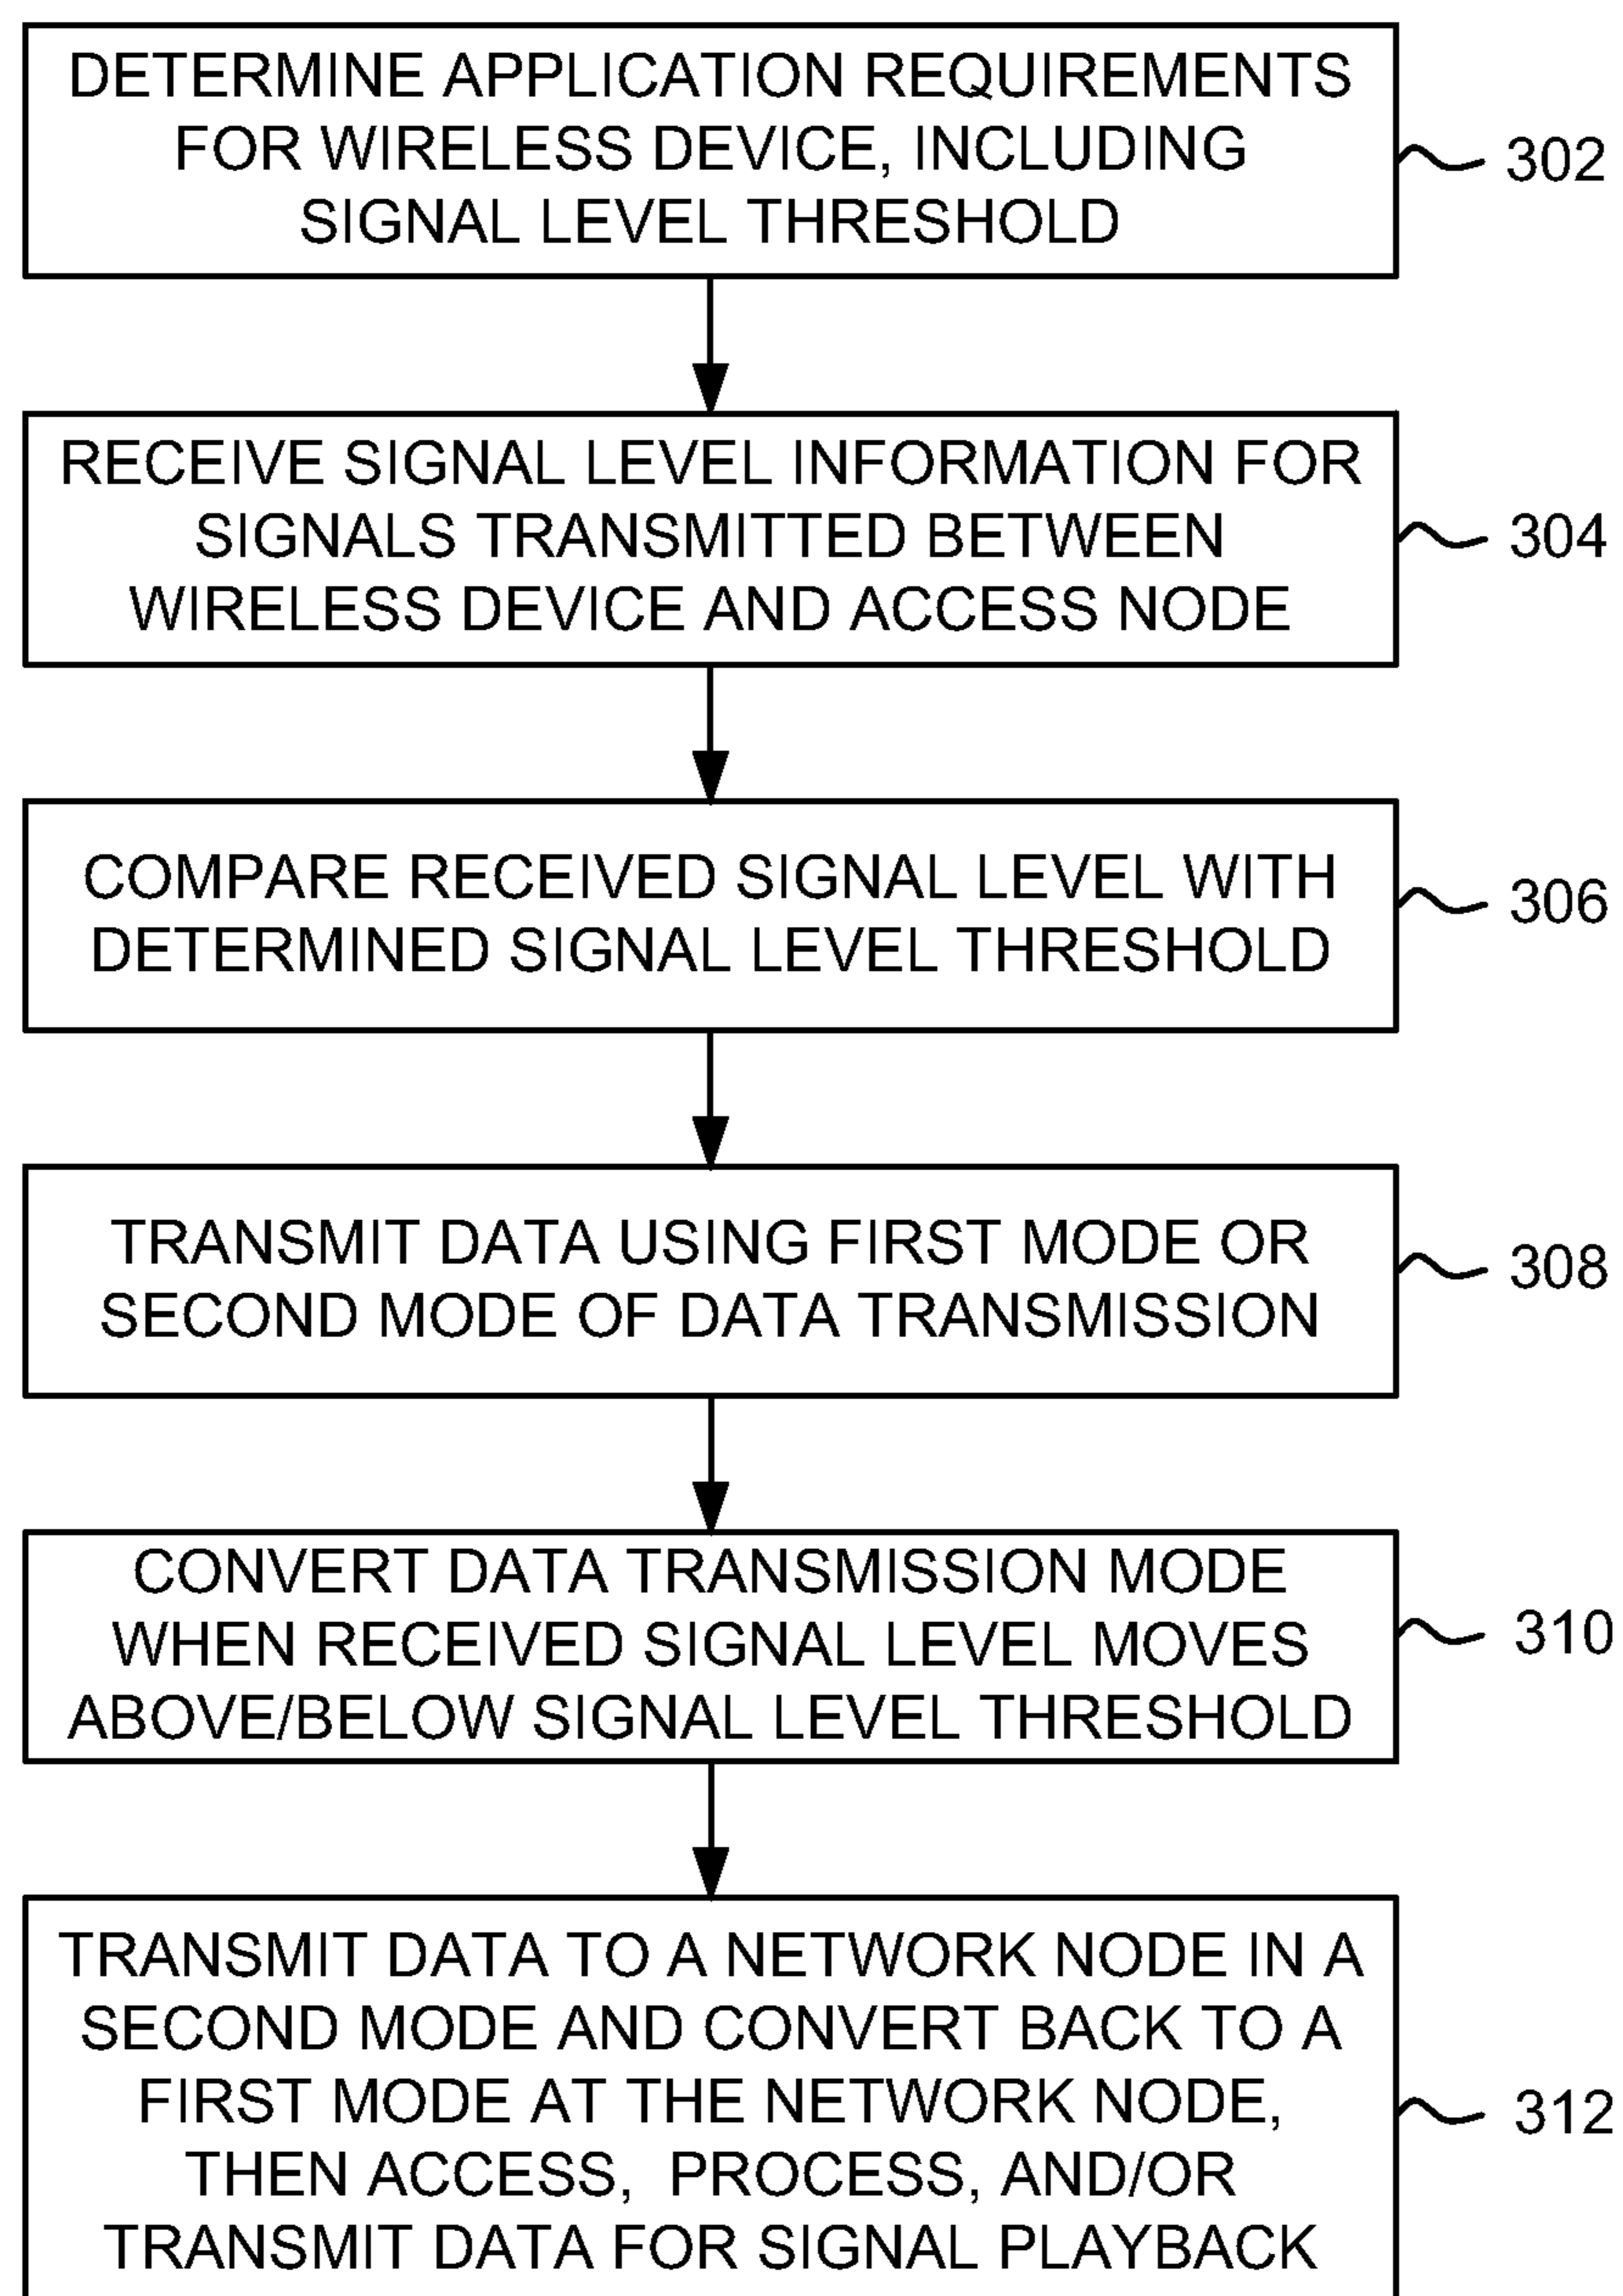 DETERMINE APPLICATION REQUIREMENTS
FOR WIRELESS DEVICE, INCLUDING
SIGNAL LEVEL THRESHOLD
302
RECEIVE SIGNAL LEVEL INFORMATION FOR
SIGNALS TRANSMITTED BETWEEN
WIRELESS DEVICE AND ACCESS NODE
304
COMPARE RECEIVED SIGNAL LEVEL WITH
DETERMINED SIGNAL LEVEL THRESHOLD
306
TRANSMIT DATA USING FIRST MODE OR
SECOND MODE OF DATA TRANSMISSION
308
CONVERT DATA TRANSMISSION MODE
WHEN RECEIVED SIGNAL LEVEL MOVES
ABOVE/BELOW SIGNAL LEVEL THRESHOLD
310
TRANSMIT DATA TO A NETWORK NODE IN A
SECOND MODE AND CONVERT BACK TO A
FIRST MODE AT THE NETWORK NODE,
THEN ACCESS, PROCESS, AND/OR
TRANSMIT DATA FOR SIGNAL PLAYBACK
312